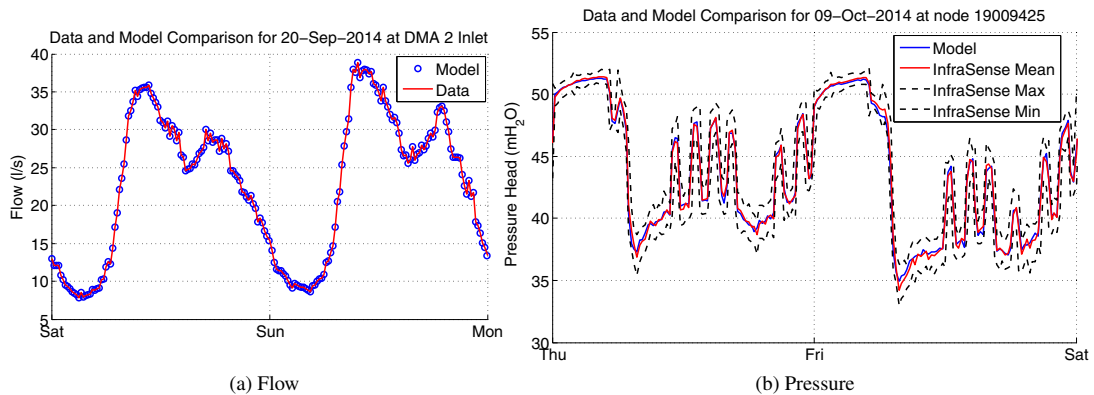 Data and Model Comparison for 20-Sep-2014 at DMA 2 Inlet
40
35
30
25
20
15
10
5
Flow (l/s)
Sat
Sun
Mon
Model
Data
(a) Flow
Data and Model Comparison for 09-Oct-2014 at node 19009425
55
50
45
40
35
30
Pressure Head (mH2O)
Thu
Fri
Sat
Model
InfraSense Mean
InfraSense Max
InfraSense Min
(b) Pressure